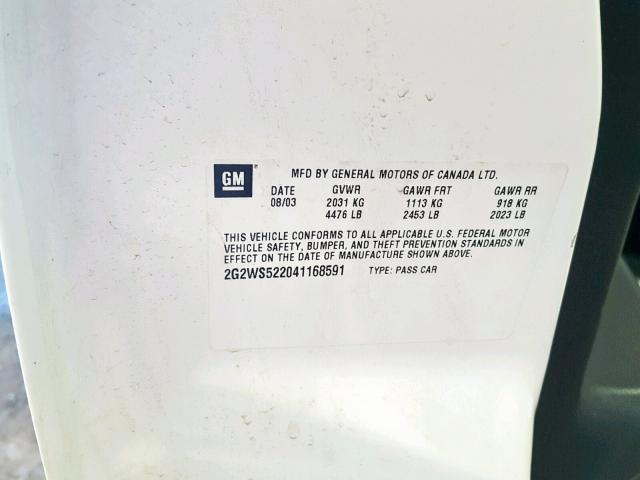 GM
MFD BY GENERAL MOTORS OF CANADA LTD.
DATE GVWR GAWR FRT GAWR RR
08/03 2031 KG 1113 KG 918 KG
4476 LB 2453 LB 2023 LB
THIS VEHICLE CONFORMS TO ALL APPLICABLE U.S. FEDERAL MOTOR
VEHICLE SAFETY, BUMPER, AND THEFT PREVENTION STANDARDS IN
EFFECT ON THE DATE OF MANUFACTURE SHOWN ABOVE.
2G2WS522041168591 TYPE: PASS CAR